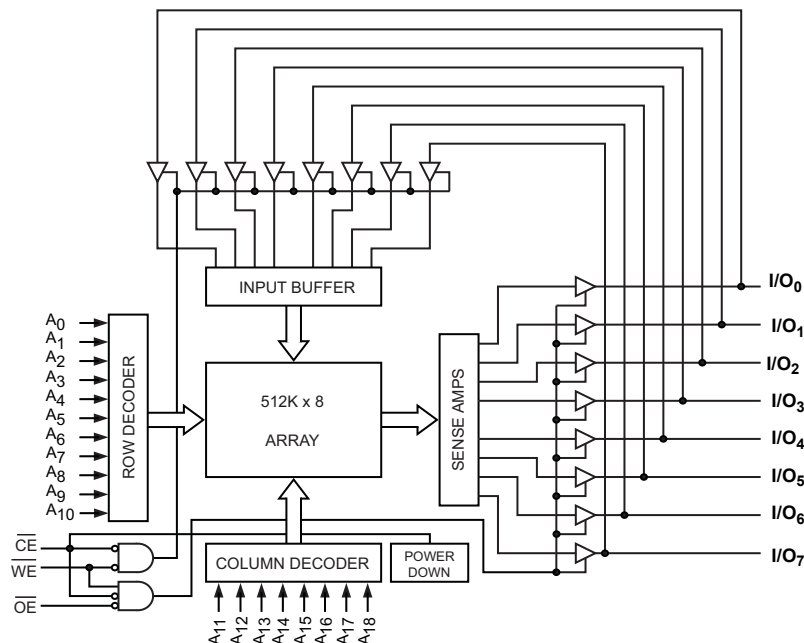 INPUT BUFFER
I/O0
I/O1
I/O2
I/O3
I/O4
I/O5
I/O6
I/O7
A0
A1
A2
A3
A4
A5
A6
A7
A8
A9
A10
ROW DECODER
512K x 8
ARRAY
SENSE AMPS
CE
WE
OE
COLUMN DECODER
POWER
DOWN
A11
A12
A13
A14
A15
A16
A17
A18